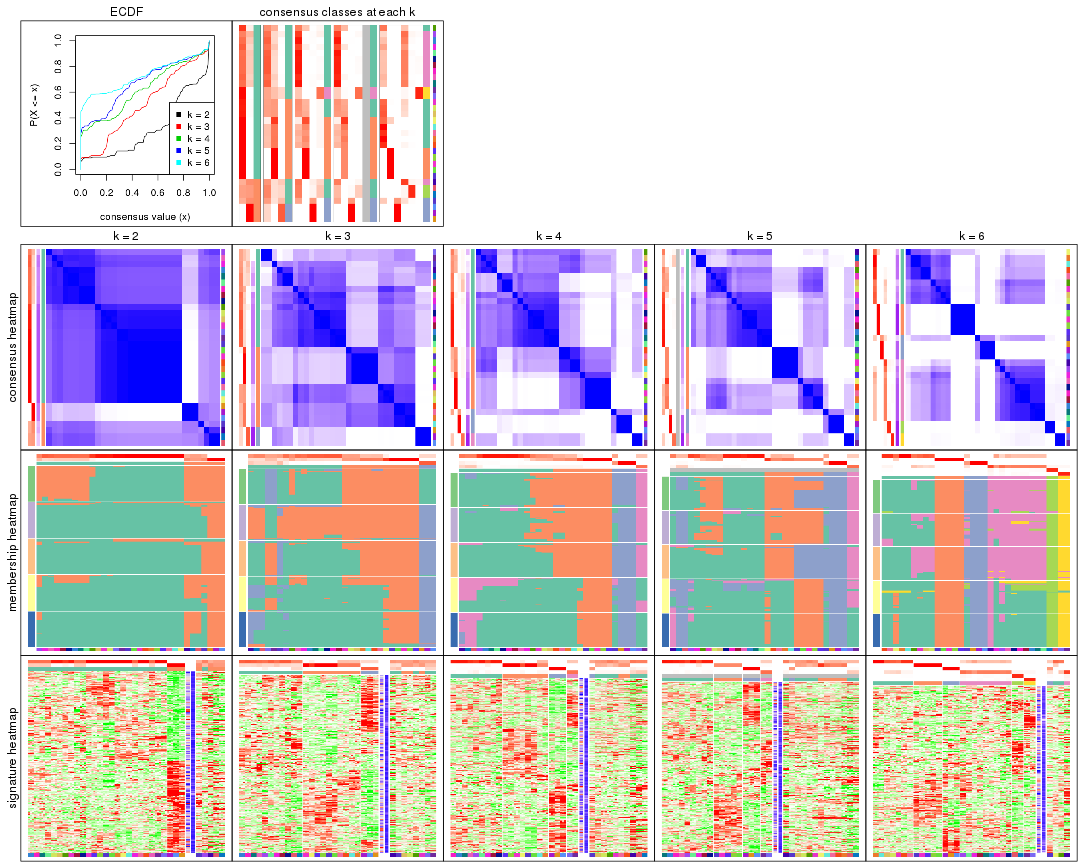 ECDF
consensus classes at each k
P(X <= x)
0.0 0.2 0.4 0.6 0.8 1.0
k = 2
k = 3
k = 4
k = 5
k = 6
0.0 0.2 0.4 0.6 0.8 1.0
consensus value (x)
k = 2 k = 3 k = 4 k = 5 k = 6
consensus heatmap
membership heatmap
signature heatmap